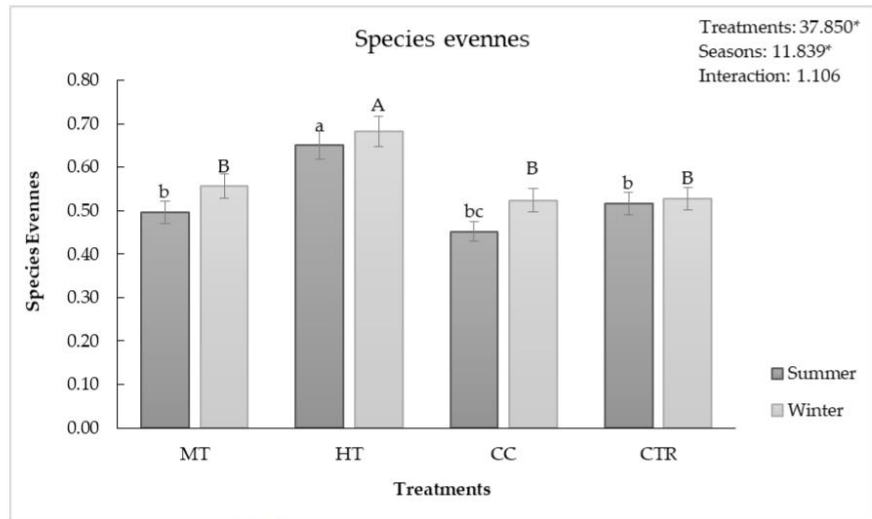 Species evennes
Treatments: 37.850*
Seasons: 11.839*
Interaction: 1.106
0.80
0.70
0.60
0.50
0.40
0.30
0.20
0.10
0.00
Species Evennes
b
B
a
A
bc
B
b
B
Summer
Winter
MT
HT
CC
CTR
Treatments